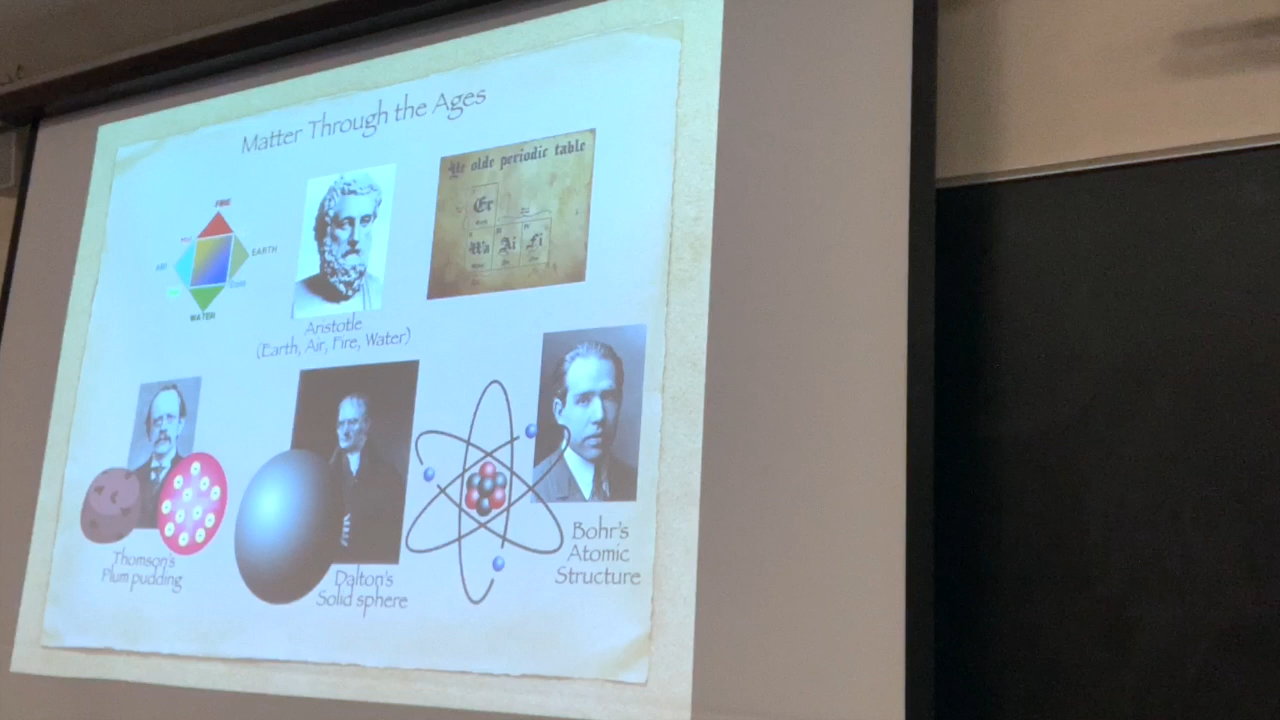 Matter Through the Ages
FIRE
EARTH
AIR
WATER
Aristotle
(Earth, Air, Fire, Water)
Ye olde periodic table
Er
Wa Ai Fi
Thomson's
Plum pudding
Dalton's
Solid sphere
Bohr's
Atomic
Structure